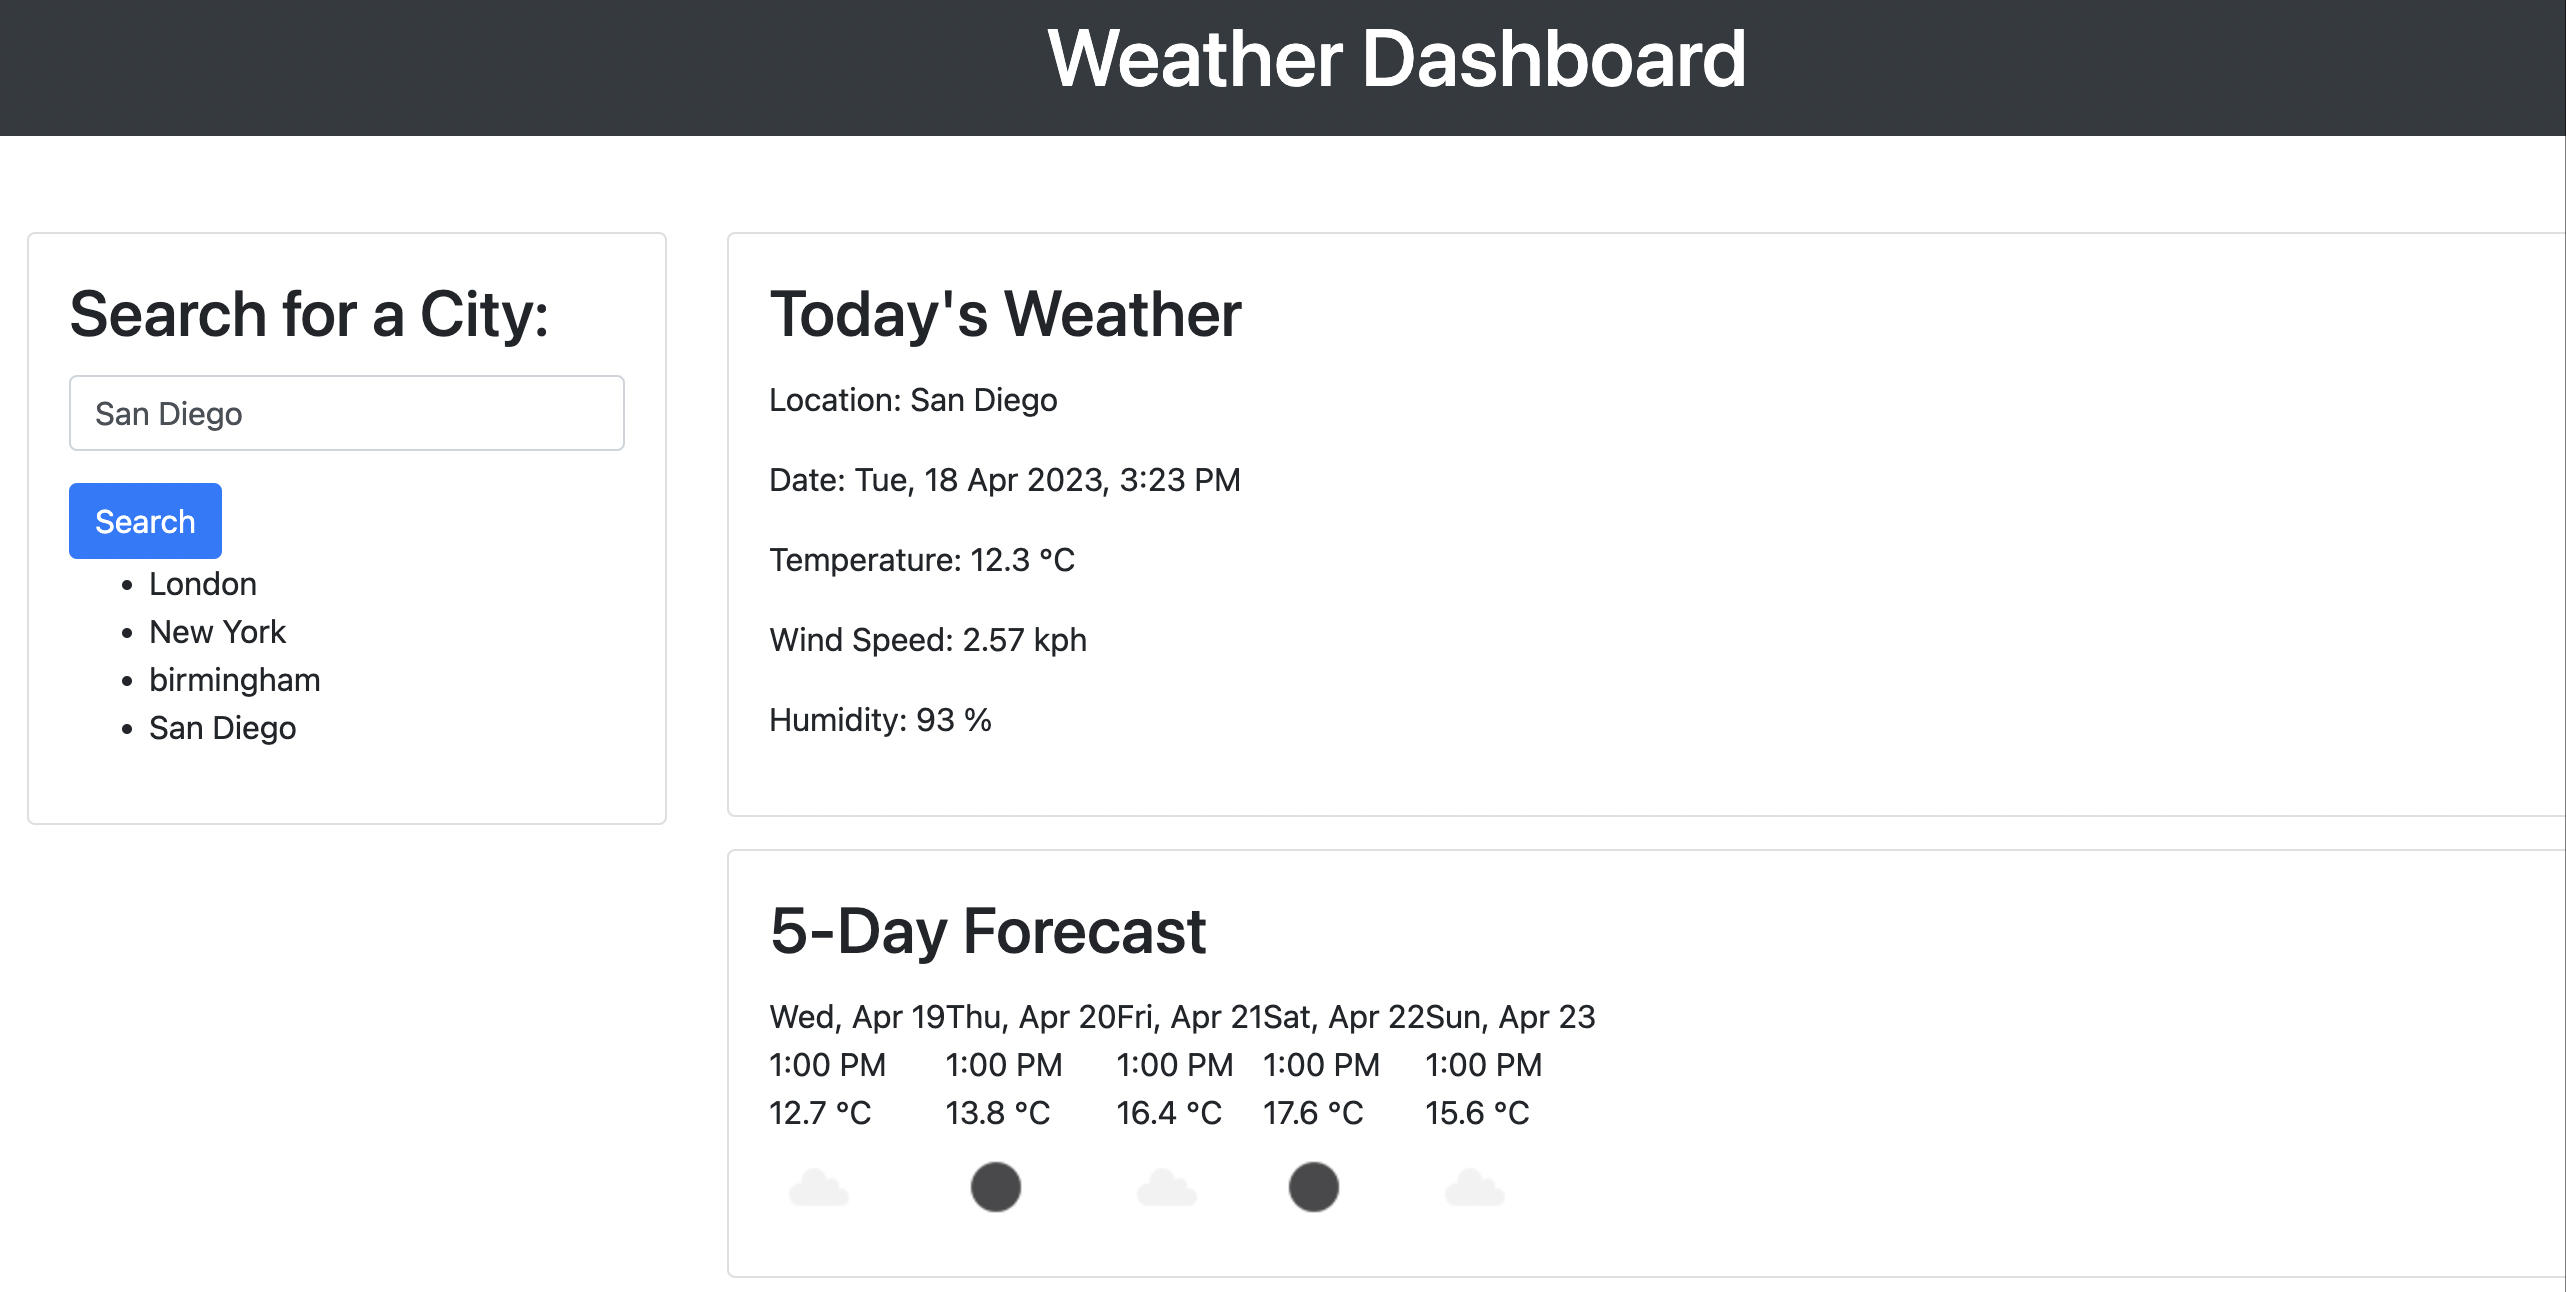 Weather Dashboard
Search for a City:
San Diego
Search
London
New York
birmingham
San Diego
Today's Weather
Location: San Diego
Date: Tue, 18 Apr 2023, 3:23 PM
Temperature: 12.3 °C
Wind Speed: 2.57 kph
Humidity: 93 %
5-Day Forecast
Wed, Apr 19Thu, Apr 20Fri, Apr 21Sat, Apr 22Sun, Apr 23
1:00 PM 1:00 PM 1:00 PM 1:00 PM 1:00 PM
12.7 °C 13.8 °C 16.4 °C 17.6 °C 15.6 °C